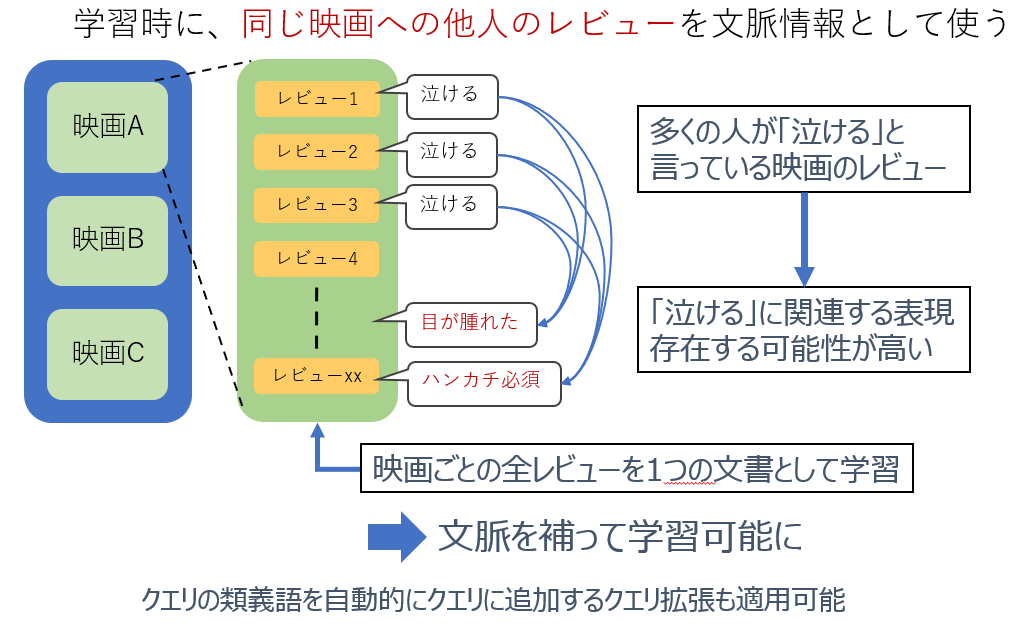 学習時に、同じ映画への他人のレビューを文脈情報として使う
映画A
映画B
映画C
レビュー1
泣ける
レビュー2
泣ける
レビュー3
泣ける
レビュー4
目が腫れた
レビューxx
ハンカチ必須
多くの人が「泣ける」と
言っている映画のレビュー
「泣ける」に関連する表現
存在する可能性が高い
映画ごとの全レビューを1つの文書として学習
文脈を補って学習可能に
クエリの類義語を自動的にクエリに追加するクエリ拡張も適用可能